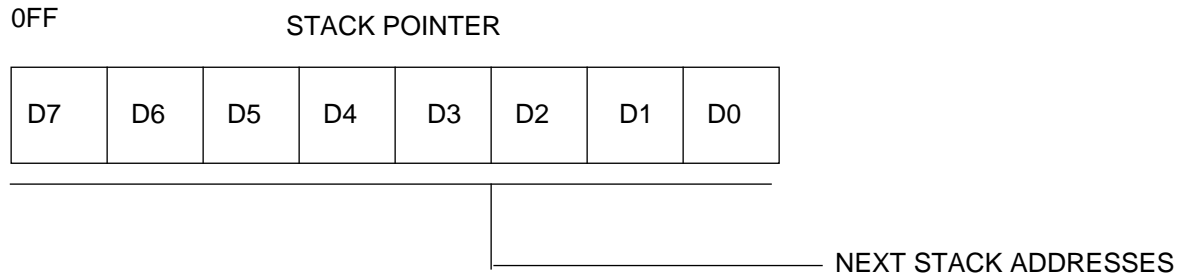 0FF
STACK POINTER
D7 D6 D5 D4 D3 D2 D1 D0
NEXT STACK ADDRESSES